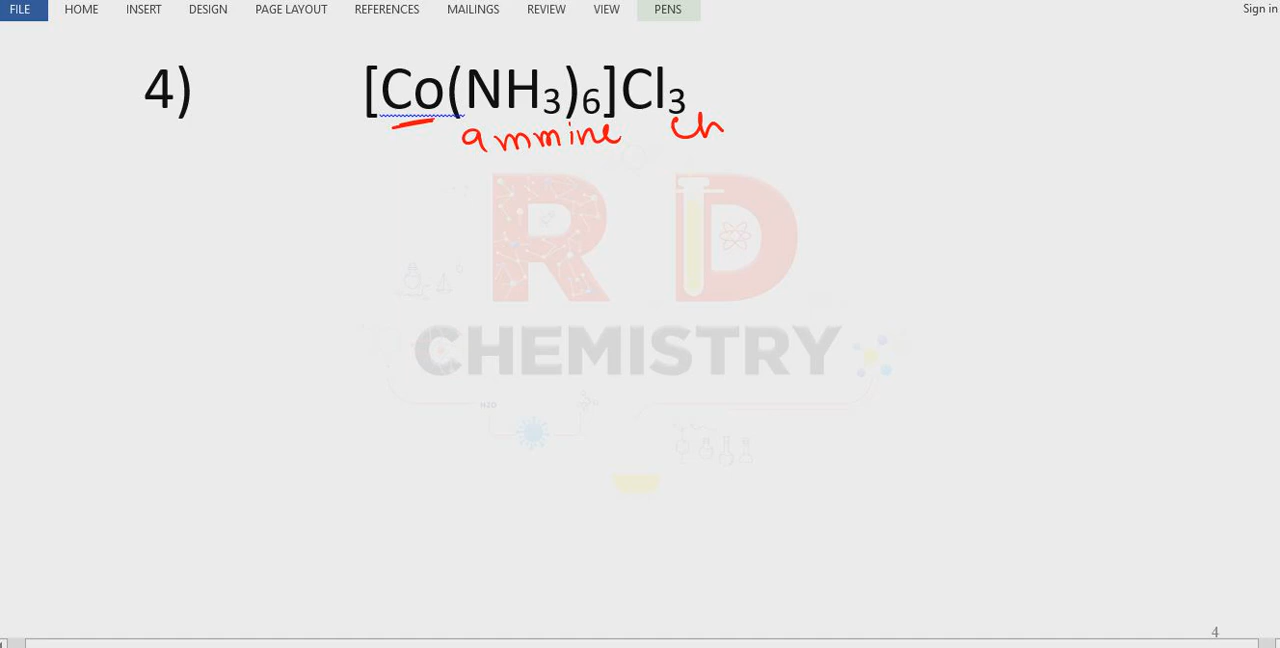 FILE HOME INSERT DESIGN PAGE LAYOUT REFERENCES MAILINGS REVIEW VIEW PENS Sign in
4) [Co(NH₃)₆]Cl₃
ammine ch
R D
CHEMISTRY
4